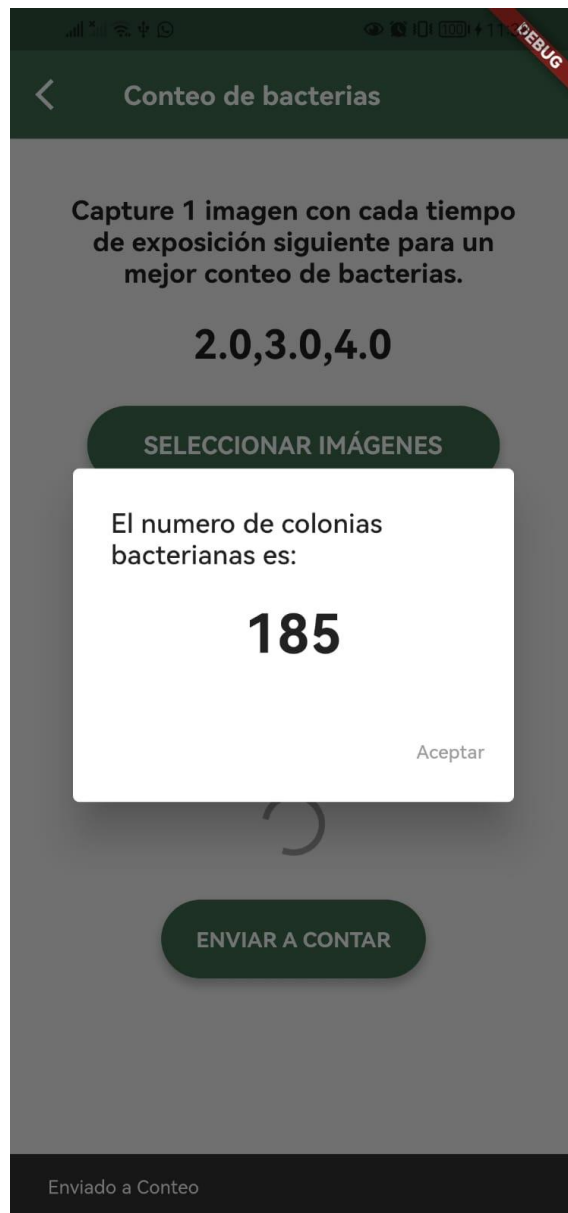 100
DEBUG
Conteo de bacterias
Capture 1 imagen con cada tiempo
de exposición siguiente para un
mejor conteo de bacterias.
2.0,3.0,4.0
SELECCIONAR IMÁGENES
El numero de colonias
bacterianas es:
185
Aceptar
ENVIAR A CONTAR
Enviado a Conteo